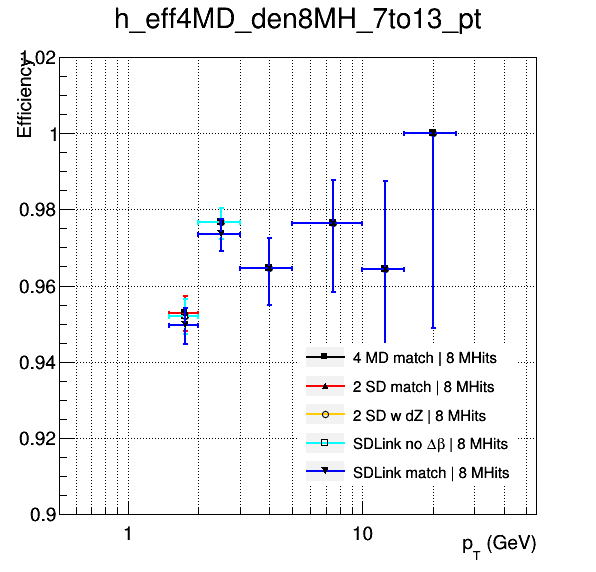 h_eff4MD_den8MH_7to13_pt
Efficiency
1.02
1
0.98
0.96
0.94
0.92
0.9
4 MD match | 8 MHits
2 SD match | 8 MHits
2 SD w dZ | 8 MHits
SDLink no Δβ | 8 MHits
SDLink match | 8 MHits
1 10
p_T (GeV)